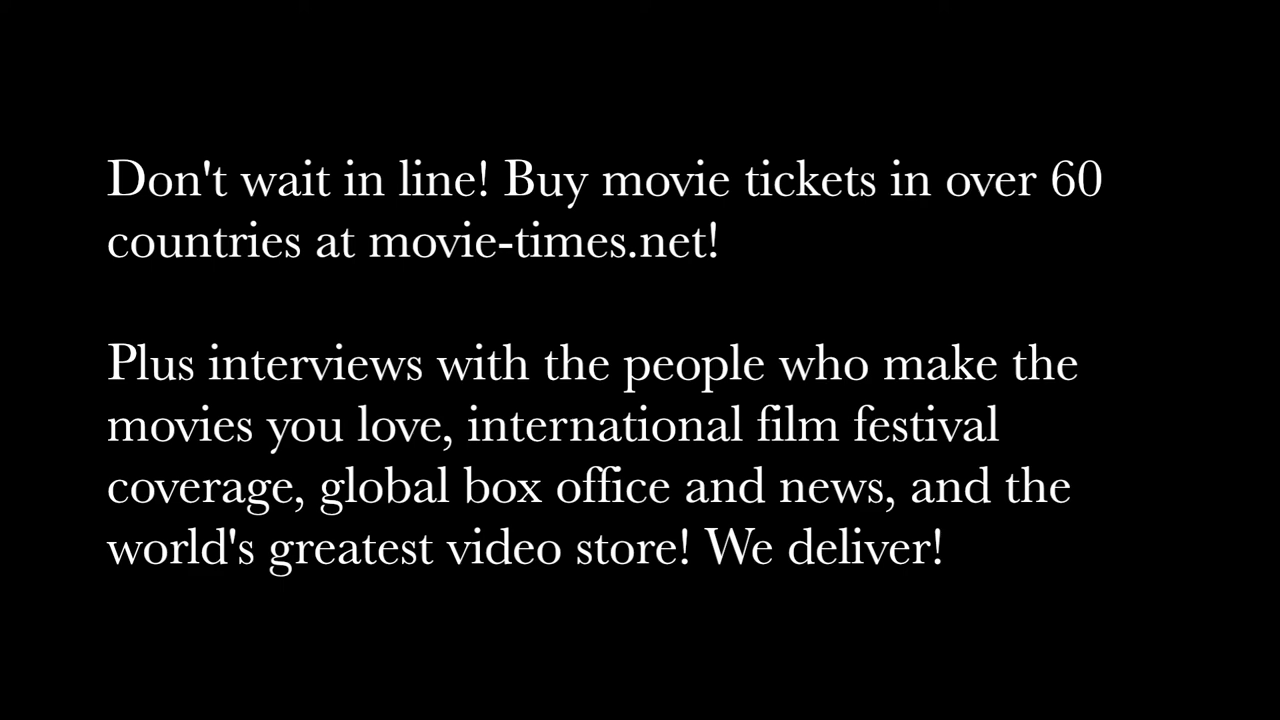 Don't wait in line! Buy movie tickets in over 60
countries at movie-times.net!
Plus interviews with the people who make the
movies you love, international film festival
coverage, global box office and news, and the
world's greatest video store! We deliver!